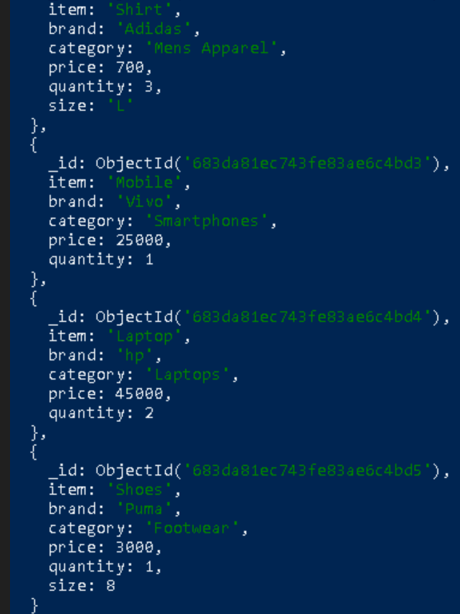 item: 'Shirt',
brand: 'Adidas',
category: 'Mens Apparel',
price: 700,
quantity: 3,
size: 'L'
},
{
_id: ObjectId('683da81ec743fe83ae6c4bd3'),
item: 'Mobile',
brand: 'Vivo',
category: 'Smartphones',
price: 25000,
quantity: 1
},
{
_id: ObjectId('683da81ec743fe83ae6c4bd4'),
item: 'Laptop',
brand: 'hp',
category: 'Laptops',
price: 45000,
quantity: 2
},
{
_id: ObjectId('683da81ec743fe83ae6c4bd5'),
item: 'Shoes',
brand: 'Puma',
category: 'Footwear',
price: 3000,
quantity: 1,
size: 8
}